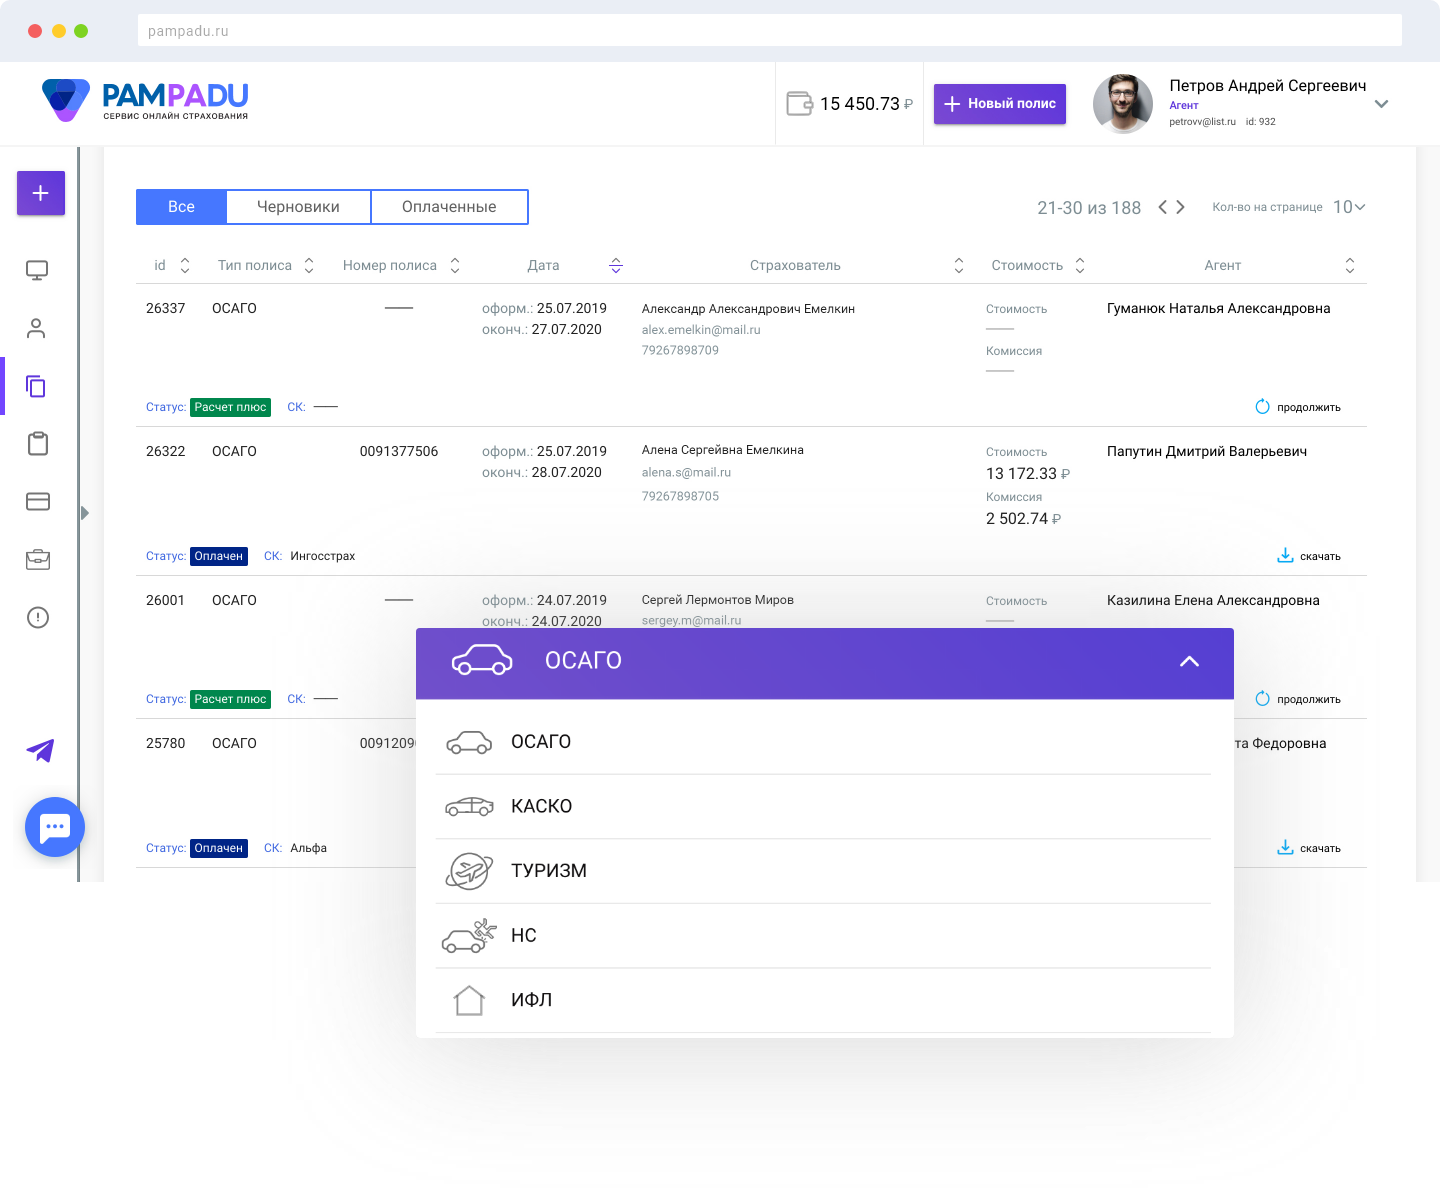 pampadu.ru
PAMPADU
СЕРВИС ОНЛАЙН СТРАХОВАНИЯ
15 450.73 ₽
Новый полис
Петров Андрей Сергеевич
Агент
petrovv@list.ru id: 932
Все Черновики Оплаченные
21-30 из 188 Кол-во на странице 10
id Тип полиса Номер полиса Дата Страхователь Стоимость Агент
26337 ОСАГО оформ.: 25.07.2019 Александр Александрович Емелкин Стоимость Гуманюк Наталья Александровна
оконч.: 27.07.2020 alex.emelkin@mail.ru
79267898709 Комиссия
Статус: Расчет плюс СК: продолжить
26322 ОСАГО 0091377506 оформ.: 25.07.2019 Алена Сергейвна Емелкина Стоимость Папутин Дмитрий Валерьевич
оконч.: 28.07.2020 alena.s@mail.ru 13 172.33 ₽
79267898705 Комиссия
2 502.74 ₽
Статус: Оплачен СК: Ингосстрах скачать
26001 ОСАГО оформ.: 24.07.2019 Сергей Лермонтов Миров Стоимость Казилина Елена Александровна
оконч.: 24.07.2020 sergey.m@mail.ru
ОСАГО
Статус: Расчет плюс СК: продолжить
25780 ОСАГО 0091209 та Федоровна
ОСАГО
КАСКО
Статус: Оплачен СК: Альфа скачать
ТУРИЗМ
НС
ИФЛ